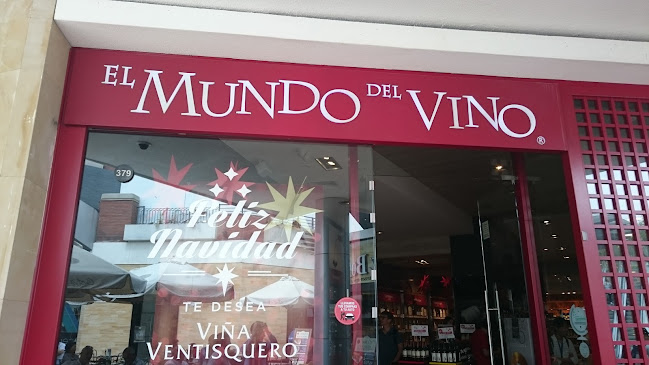 EL MUNDO DEL VINO®
379
Feliz
Navidad
TE DESEA
VIÑA
VENTISQUERO